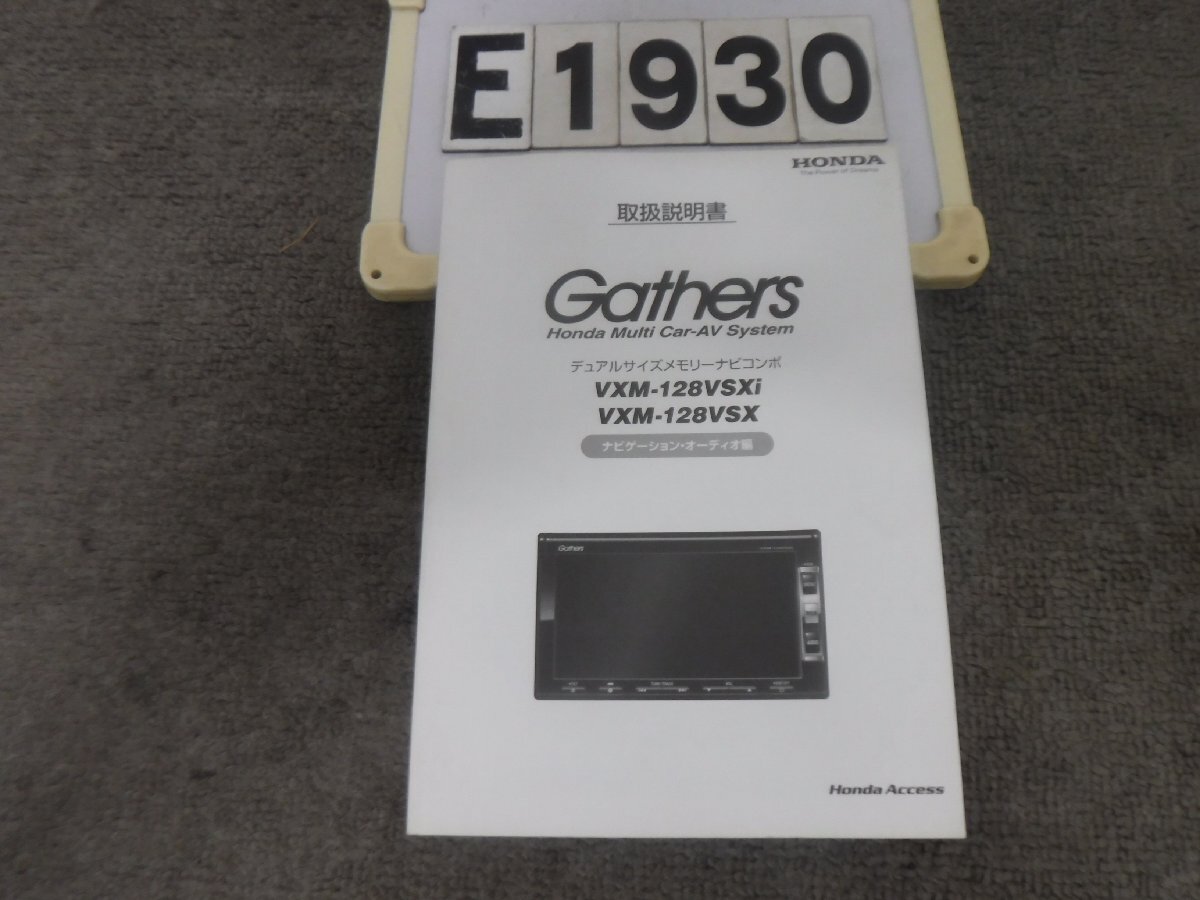 E1930
HONDA
The Power of Dreams
取扱説明書
Gathers
Honda Multi Car-AV System
デュアルサイズメモリーナビコンポ
VXM-128VSXi
VXM-128VSX
ナビゲーション・オーディオ編
Gathers
Honda Access